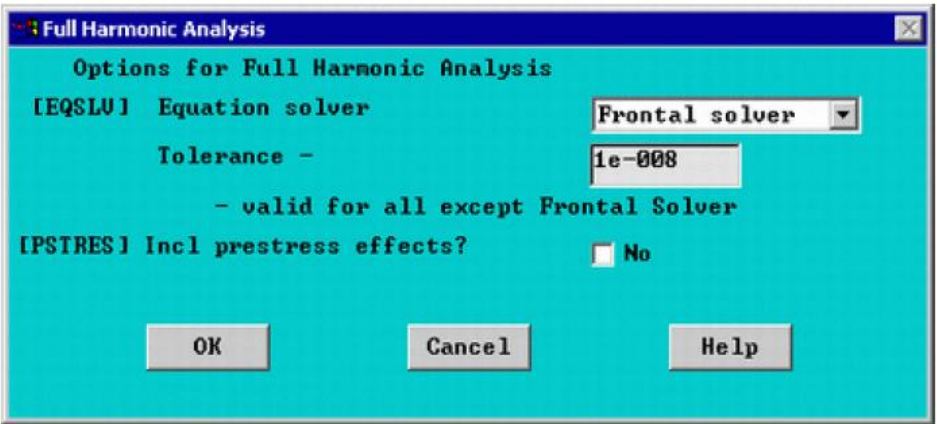 Full Harmonic Analysis
Options for Full Harmonic Analysis
[EQSLV] Equation solver
Frontal solver
Tolerance -
1e-008
- valid for all except Frontal Solver
[PSTRES] Incl prestress effects?
No
OK
Cancel
Help